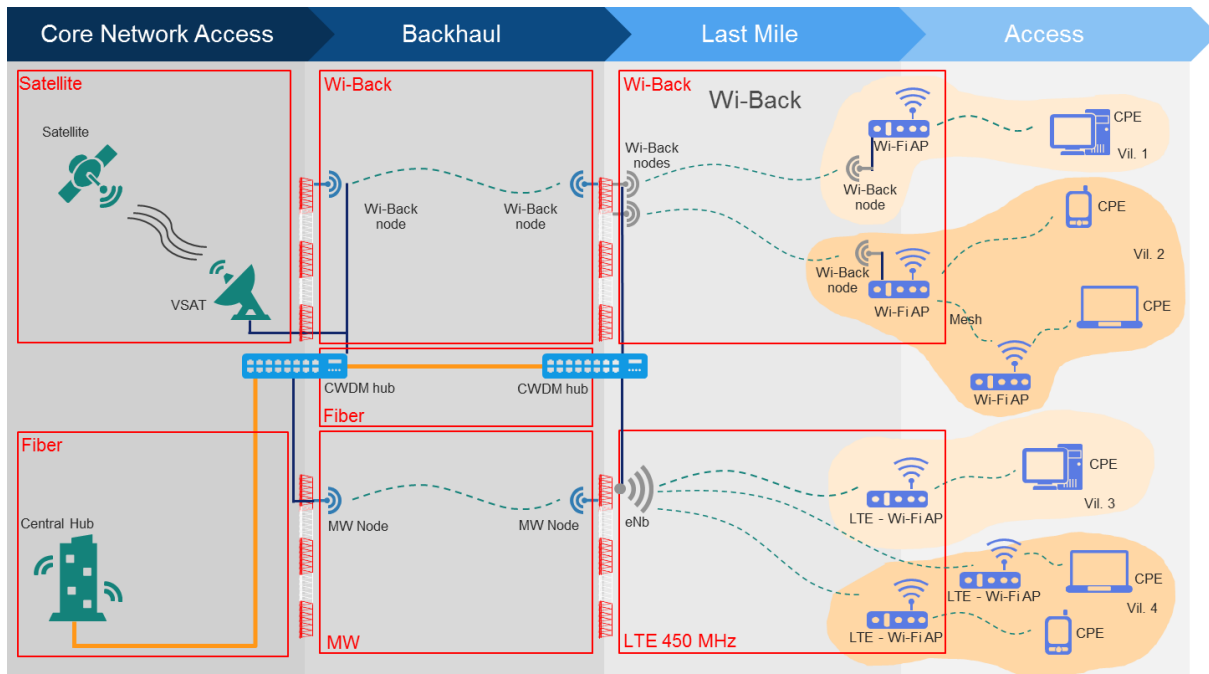 Core Network Access
Backhaul
Last Mile
Access
Satellite
Satellite
VSAT
Wi-Back
Wi-Back
node
Wi-Back
node
Wi-Back
Wi-Back
Wi-Back
nodes
Wi-Fi AP
Wi-Back
node
CPE
Vil. 1
Wi-Back
node
Wi-Fi AP
CPE
Vil. 2
CPE
Mesh
Wi-Fi AP
CWDM hub
CWDM hub
Fiber
Fiber
Central Hub
MW Node
MW Node
MW
eNb
LTE - Wi-Fi AP
CPE
Vil. 3
LTE - Wi-Fi AP
CPE
Vil. 4
LTE - Wi-Fi AP
CPE
LTE 450 MHz